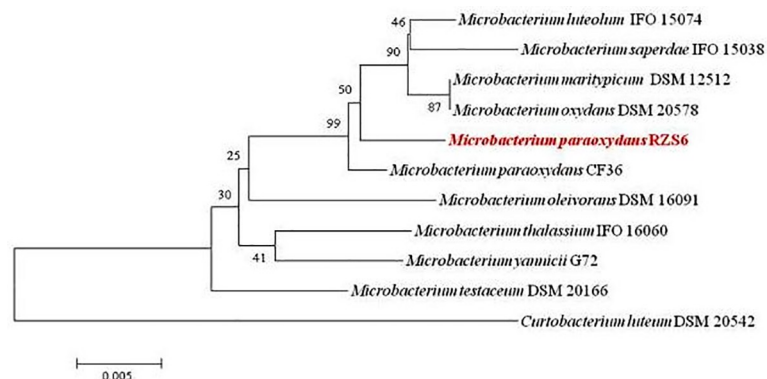 46
Microbacterium luteolum IFO 15074
Microbacterium saperdae IFO 15038
90
Microbacterium maritypicum DSM 12512
87
Microbacterium oxydans DSM 20578
50
Microbacterium paraoxydans RZS6
99
Microbacterium paraoxydans CF36
25
Microbacterium oleivorans DSM 16091
30
Microbacterium thalassium IFO 16060
41
Microbacterium yannicii G72
Microbacterium testaceum DSM 20166
Curtobacterium luteum DSM 20542
0.005